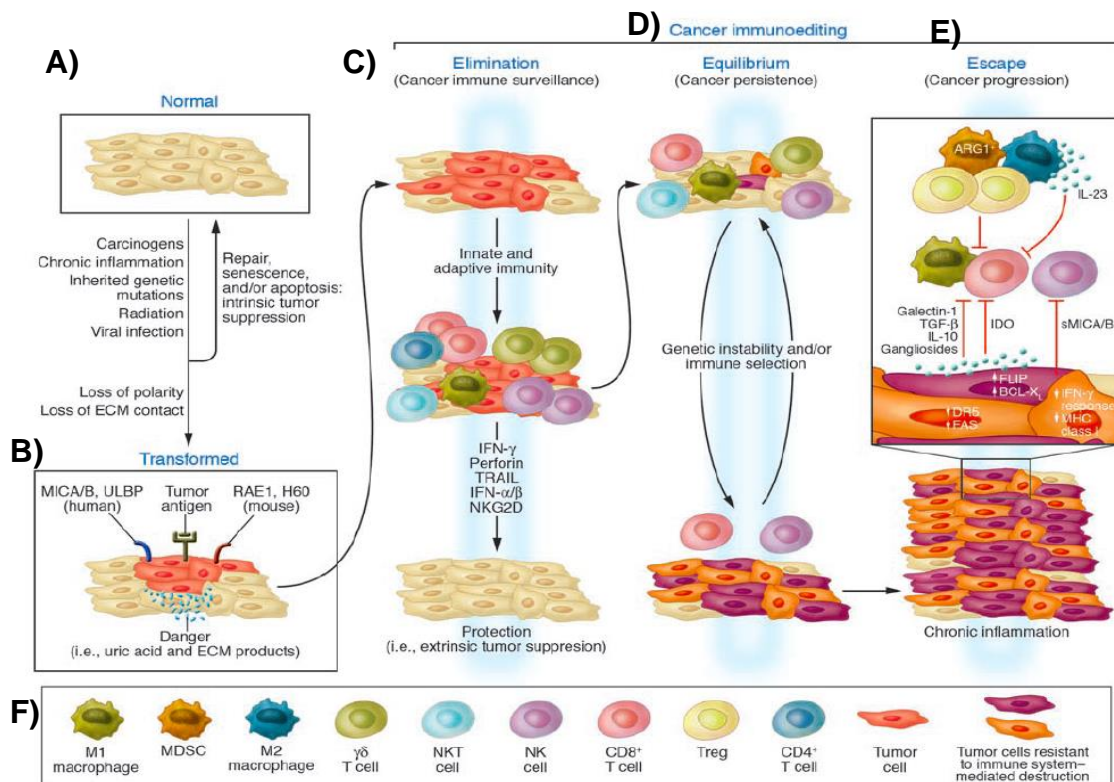 A)
Normal
Carcinogens
Chronic inflammation
Inherited genetic
mutations
Radiation
Viral infection
Repair,
senescence,
and/or apoptosis:
intrinsic tumor
suppression
Loss of polarity
Loss of ECM contact
B)
Transformed
MICA/B, ULBP
(human)
Tumor
antigen
RAE1, H60
(mouse)
Danger
(i.e., uric acid and ECM products)
D)
Cancer immunoediting
C)
Elimination
(Cancer immune surveillance)
Innate and
adaptive immunity
IFN-γ
Perforin
TRAIL
IFN-α/β
NKG2D
Protection
(i.e., extrinsic tumor suppresion)
Equilibrium
(Cancer persistence)
Genetic instability and/or
immune selection
E)
Escape
(Cancer progression)
ARG1+
IL-23
Galectin-1
TGF-β
IL-10
Gangliosides
IDO
sMICA/B
FLIP
BCL-XL
DR5
FAS
IFN-γ
response
MHC
class I
Chronic inflammation
F)
M1
macrophage
MDSC
M2
macrophage
γδ
T cell
NKT
cell
NK
cell
CD8+
T cell
Treg
CD4+
T cell
Tumor
cell
Tumor cells resistant
to immune system–
mediated destruction